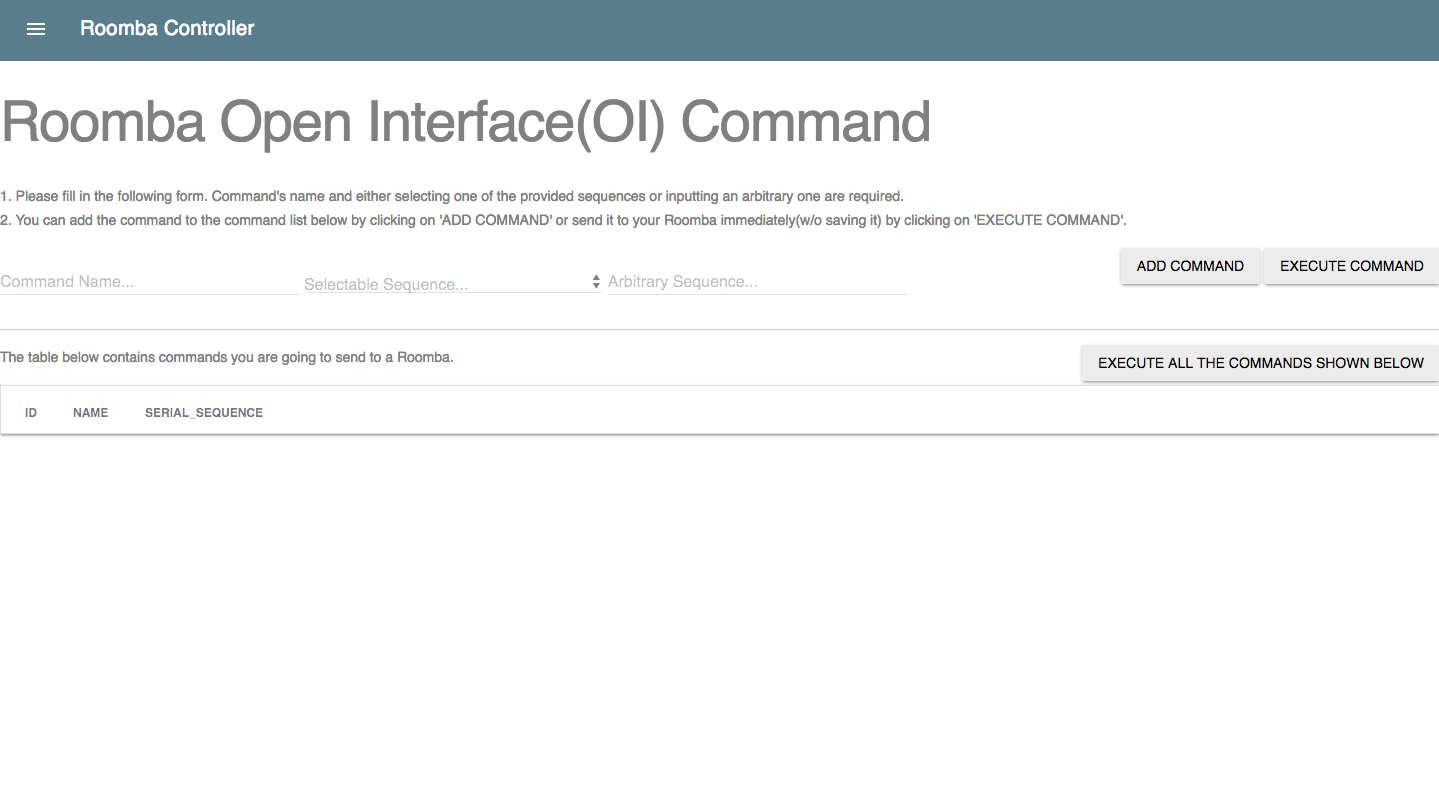 Roomba Controller
Roomba Open Interface(OI) Command
1. Please fill in the following form. Command's name and either selecting one of the provided sequences or inputting an arbitrary one are required.
2. You can add the command to the command list below by clicking on 'ADD COMMAND' or send it to your Roomba immediately(w/o saving it) by clicking on 'EXECUTE COMMAND'.
Command Name... Selectable Sequence... Arbitrary Sequence... ADD COMMAND EXECUTE COMMAND
The table below contains commands you are going to send to a Roomba. EXECUTE ALL THE COMMANDS SHOWN BELOW
ID NAME SERIAL_SEQUENCE